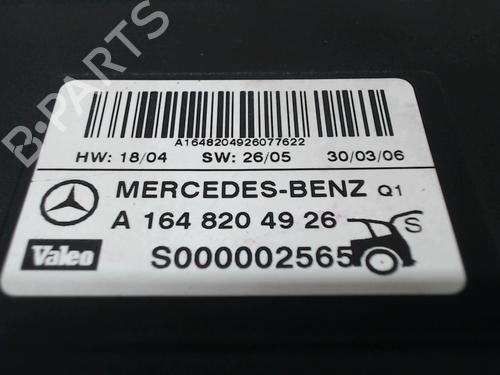 B-PARTS
A1648204926077622
HW: 18/04 SW: 26/05 30/03/06
MERCEDES-BENZ Q1
A 164 820 49 26
S
Valeo S000002565